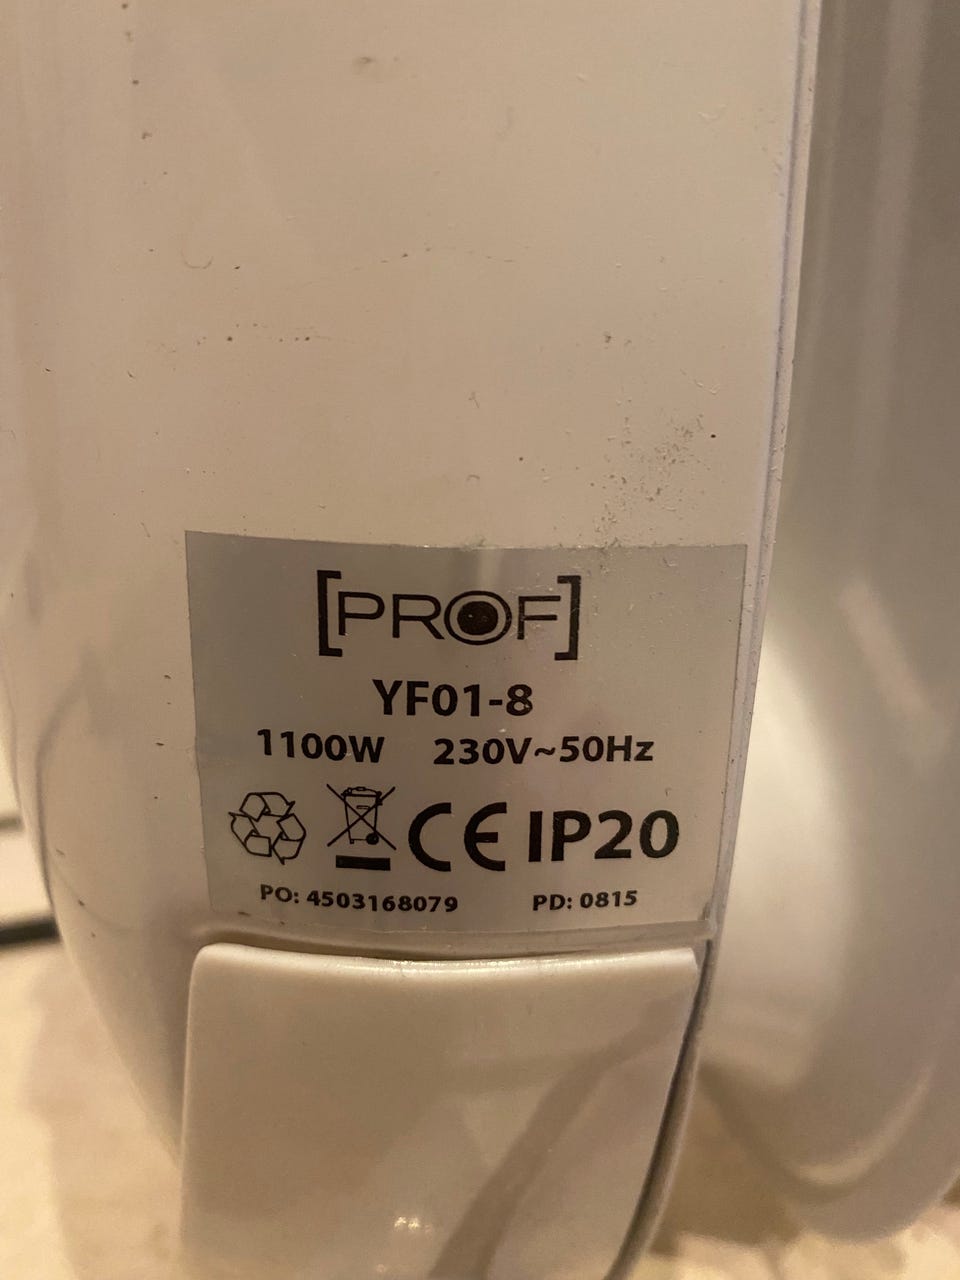 [PROF]
YF01-8
1100W 230V~50Hz
CE IP20
PO: 4503168079 PD: 0815